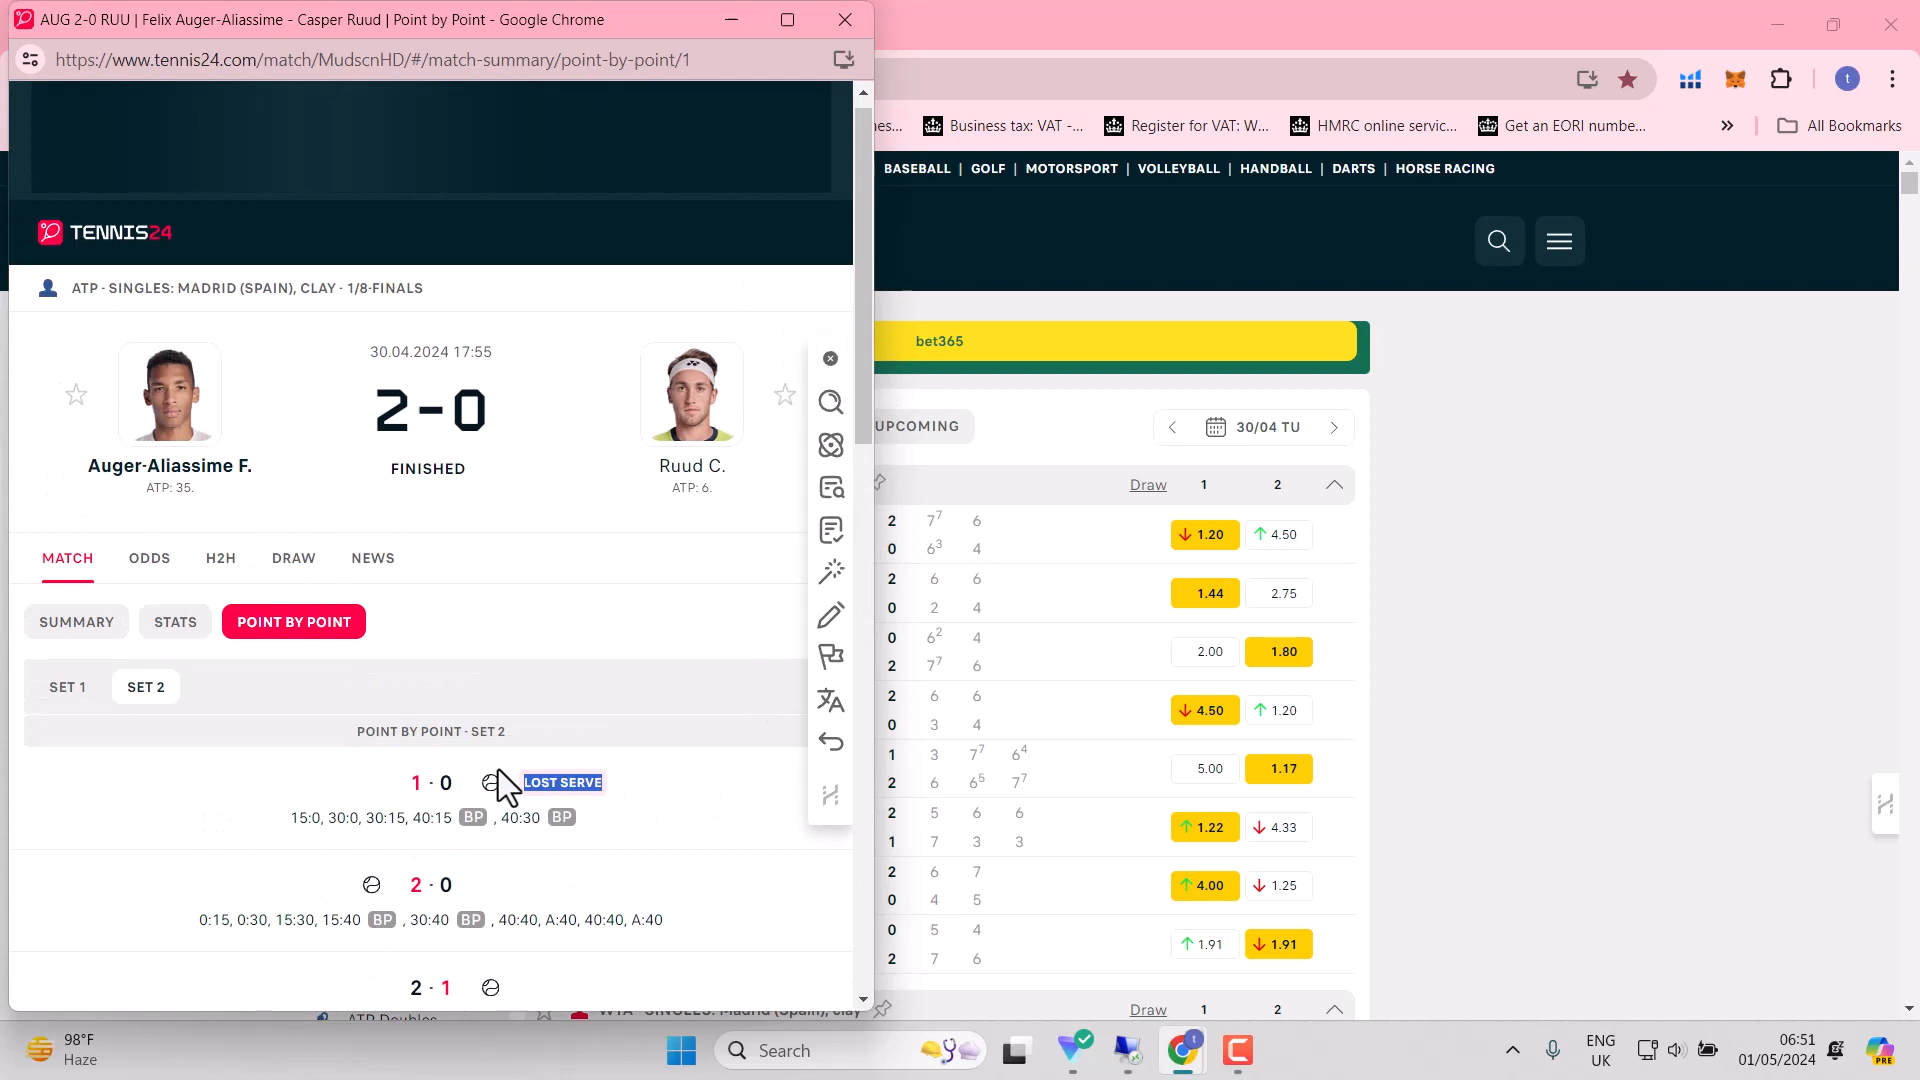 AUG 2-0 RUU | Felix Auger-Aliassime - Casper Ruud | Point by Point - Google Chrome
https://www.tennis24.com/match/MudscnHD/#/match-summary/point-by-point/1
t
Business tax: VAT -...
Register for VAT: W...
HMRC online servic...
Get an EORI numbe...
All Bookmarks
BASEBALL | GOLF | MOTORSPORT | VOLLEYBALL | HANDBALL | DARTS | HORSE RACING
TENNIS24
ATP - SINGLES: MADRID (SPAIN), CLAY - 1/8-FINALS
30.04.2024 17:55
2-0
FINISHED
Auger-Aliassime F.
ATP: 35.
Ruud C.
ATP: 6.
MATCH ODDS H2H DRAW NEWS
SUMMARY STATS POINT BY POINT
SET 1 SET 2
POINT BY POINT - SET 2
1 - 0 LOST SERVE
15:0, 30:0, 30:15, 40:15 BP , 40:30 BP
2 - 0
0:15, 0:30, 15:30, 15:40 BP , 30:40 BP , 40:40, A:40, 40:40, A:40
2 - 1
bet365
UPCOMING
30/04 TU
Draw 1 2
2 7⁷ 6
0 6³ 4
1.20 4.50
2 6 6
0 2 4
1.44 2.75
0 6² 4
2 7⁷ 6
2.00 1.80
2 6 6
0 3 4
4.50 1.20
1 3 7⁷ 6⁴
2 6 6⁵ 7⁷
5.00 1.17
2 5 6 6
1 7 3 3
1.22 4.33
2 6 7
0 4 5
4.00 1.25
0 5 4
2 7 6
1.91 1.91
Draw 1 2
98°F
Haze
Search
ENG
UK
06:51
01/05/2024
PRE